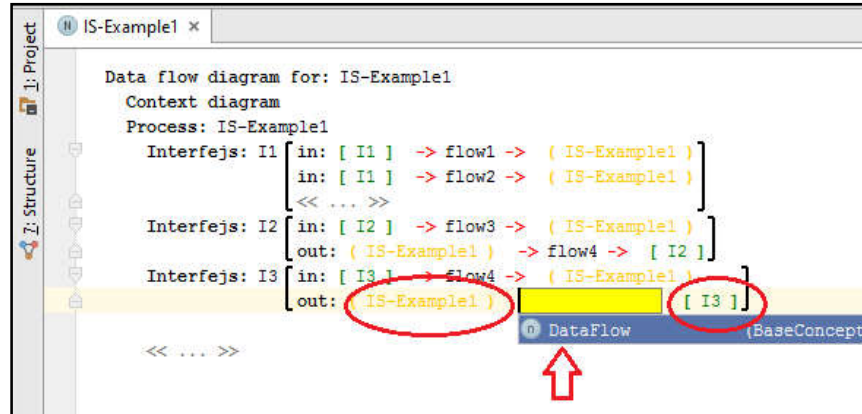 1: Project
7: Structure
N IS-Example1 ×
Data flow diagram for: IS-Example1
Context diagram
Process: IS-Example1
Interfejs: I1 in: [ I1 ] -> flow1 -> ( IS-Example1 )
in: [ I1 ] -> flow2 -> ( IS-Example1 )
<< ... >>
Interfejs: I2 in: [ I2 ] -> flow3 -> ( IS-Example1 )
out: ( IS-Example1 ) -> flow4 -> [ I2 ]
Interfejs: I3 in: [ I3 ] -> flow4 -> ( IS-Example1 )
out: ( IS-Example1 ) [ I3 ]
n DataFlow (BaseConcept
<< ... >>